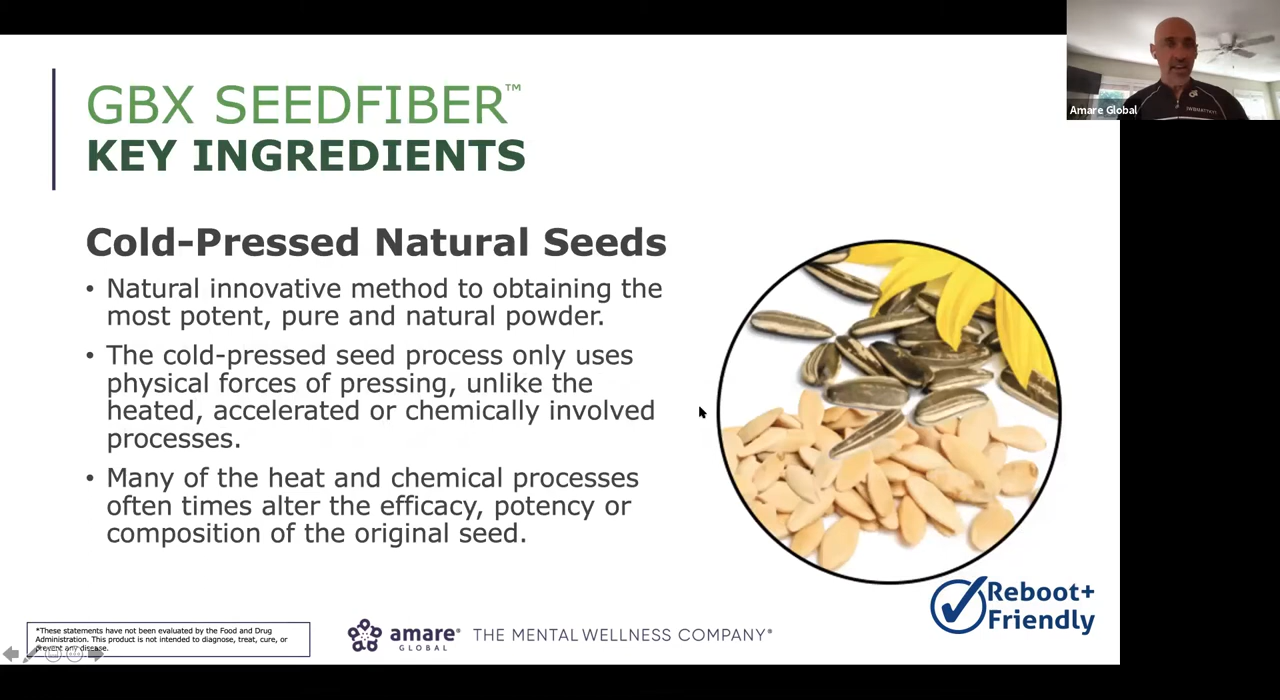 GBX SEEDFIBER™
KEY INGREDIENTS
Cold-Pressed Natural Seeds
• Natural innovative method to obtaining the
most potent, pure and natural powder.
• The cold-pressed seed process only uses
physical forces of pressing, unlike the
heated, accelerated or chemically involved
processes.
• Many of the heat and chemical processes
often times alter the efficacy, potency or
composition of the original seed.
Reboot+
Friendly
*These statements have not been evaluated by the Food and Drug
Administration. This product is not intended to diagnose, treat, cure, or
prevent any disease.
amare®
GLOBAL
THE MENTAL WELLNESS COMPANY®
Amare Global